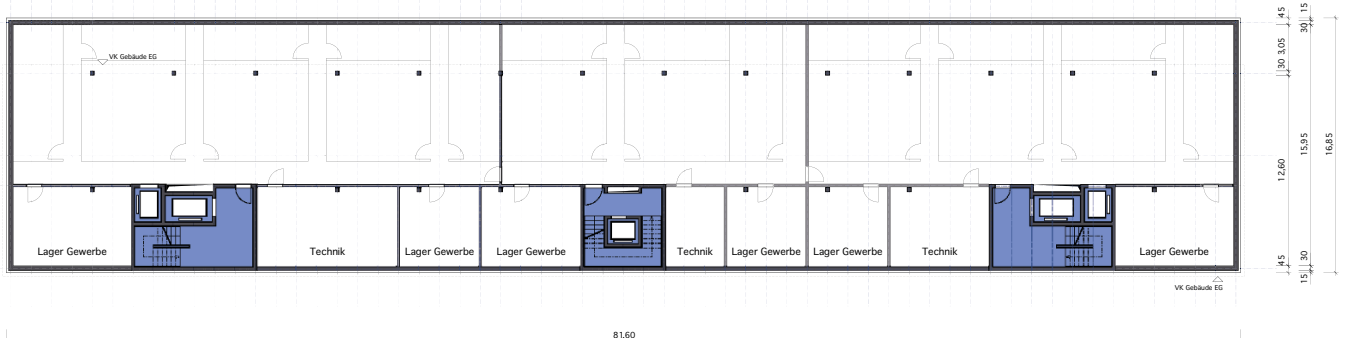 VK Gebäude EG
Lager Gewerbe
Technik
Lager Gewerbe
Lager Gewerbe
Technik
Lager Gewerbe
Lager Gewerbe
Technik
Lager Gewerbe
VK Gebäude EG
81,60
45
3,05
30
12,60
45
15
30
15,95
30
15
16,85